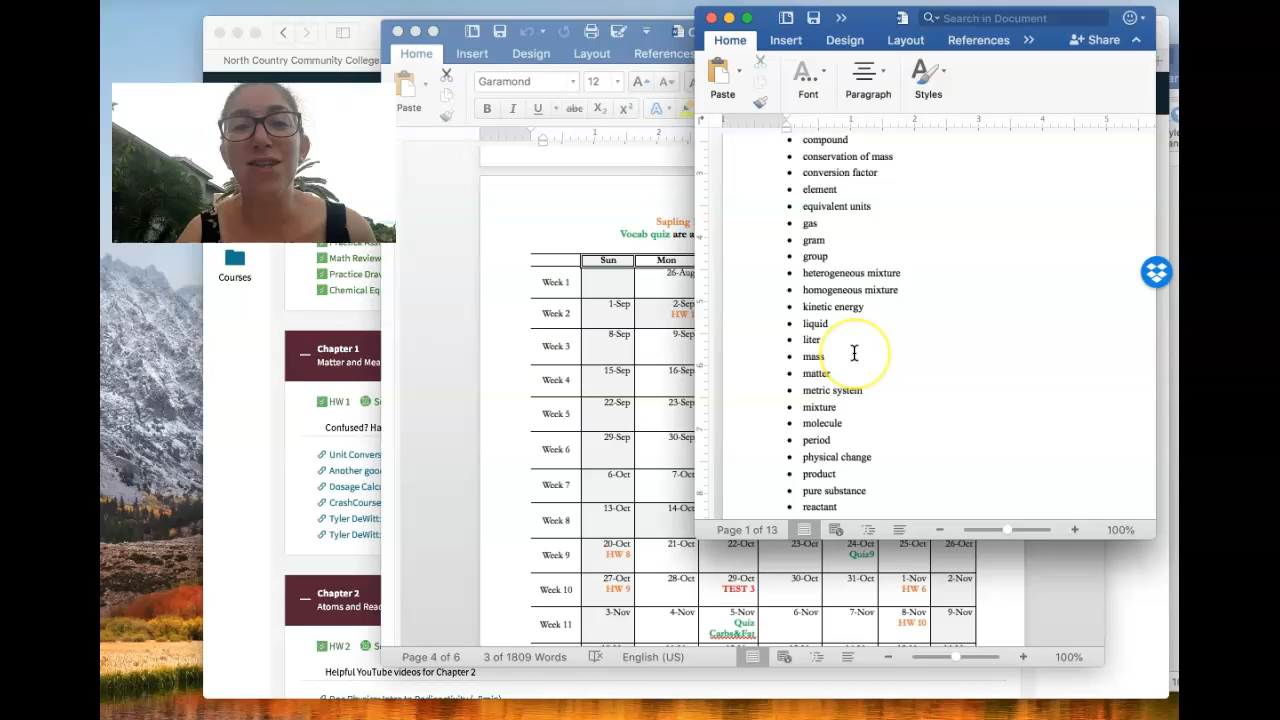 North Country Community College
Courses
Math Review
Practice Draw
Chemical Eq
Chapter 1
Matter and Mea
HW 1
Confused? Ha
Unit Convers
Another goo
Dosage Calcu
CrashCourse
Tyler DeWitt:
Tyler DeWitt:
Chapter 2
Atoms and Read
HW 2
Helpful YouTube videos for Chapter 2
Home Insert Design Layout References
Garamond 12
Paste
Sapling
Vocab quiz are a
Sun Mon
Week 1 26-Aug
Week 2 1-Sep 2-Sep
HW 1
Week 3 8-Sep 9-Sep
Week 4 15-Sep 16-Sep
Week 5 22-Sep 23-Sep
Week 6 29-Sep 30-Sep
Week 7 6-Oct 7-Oct
Week 8 13-Oct 14-Oct
Week 9 20-Oct 21-Oct 22-Oct 23-Oct 24-Oct 25-Oct 26-Oct
HW 8 Quiz9
Week 10 27-Oct 28-Oct 29-Oct 30-Oct 31-Oct 1-Nov 2-Nov
HW 9 TEST 3 HW 6
Week 11 3-Nov 4-Nov 5-Nov 6-Nov 7-Nov 8-Nov 9-Nov
Quiz HW 10
Carbs&Fat
Page 4 of 6 3 of 1809 Words English (US) 100%
Search in Document
Home Insert Design Layout References Share
Paste Font Paragraph Styles
compound
conservation of mass
conversion factor
element
equivalent units
gas
gram
group
heterogeneous mixture
homogeneous mixture
kinetic energy
liquid
liter
mass
matter
metric system
mixture
molecule
period
physical change
product
pure substance
reactant
Page 1 of 13 100%